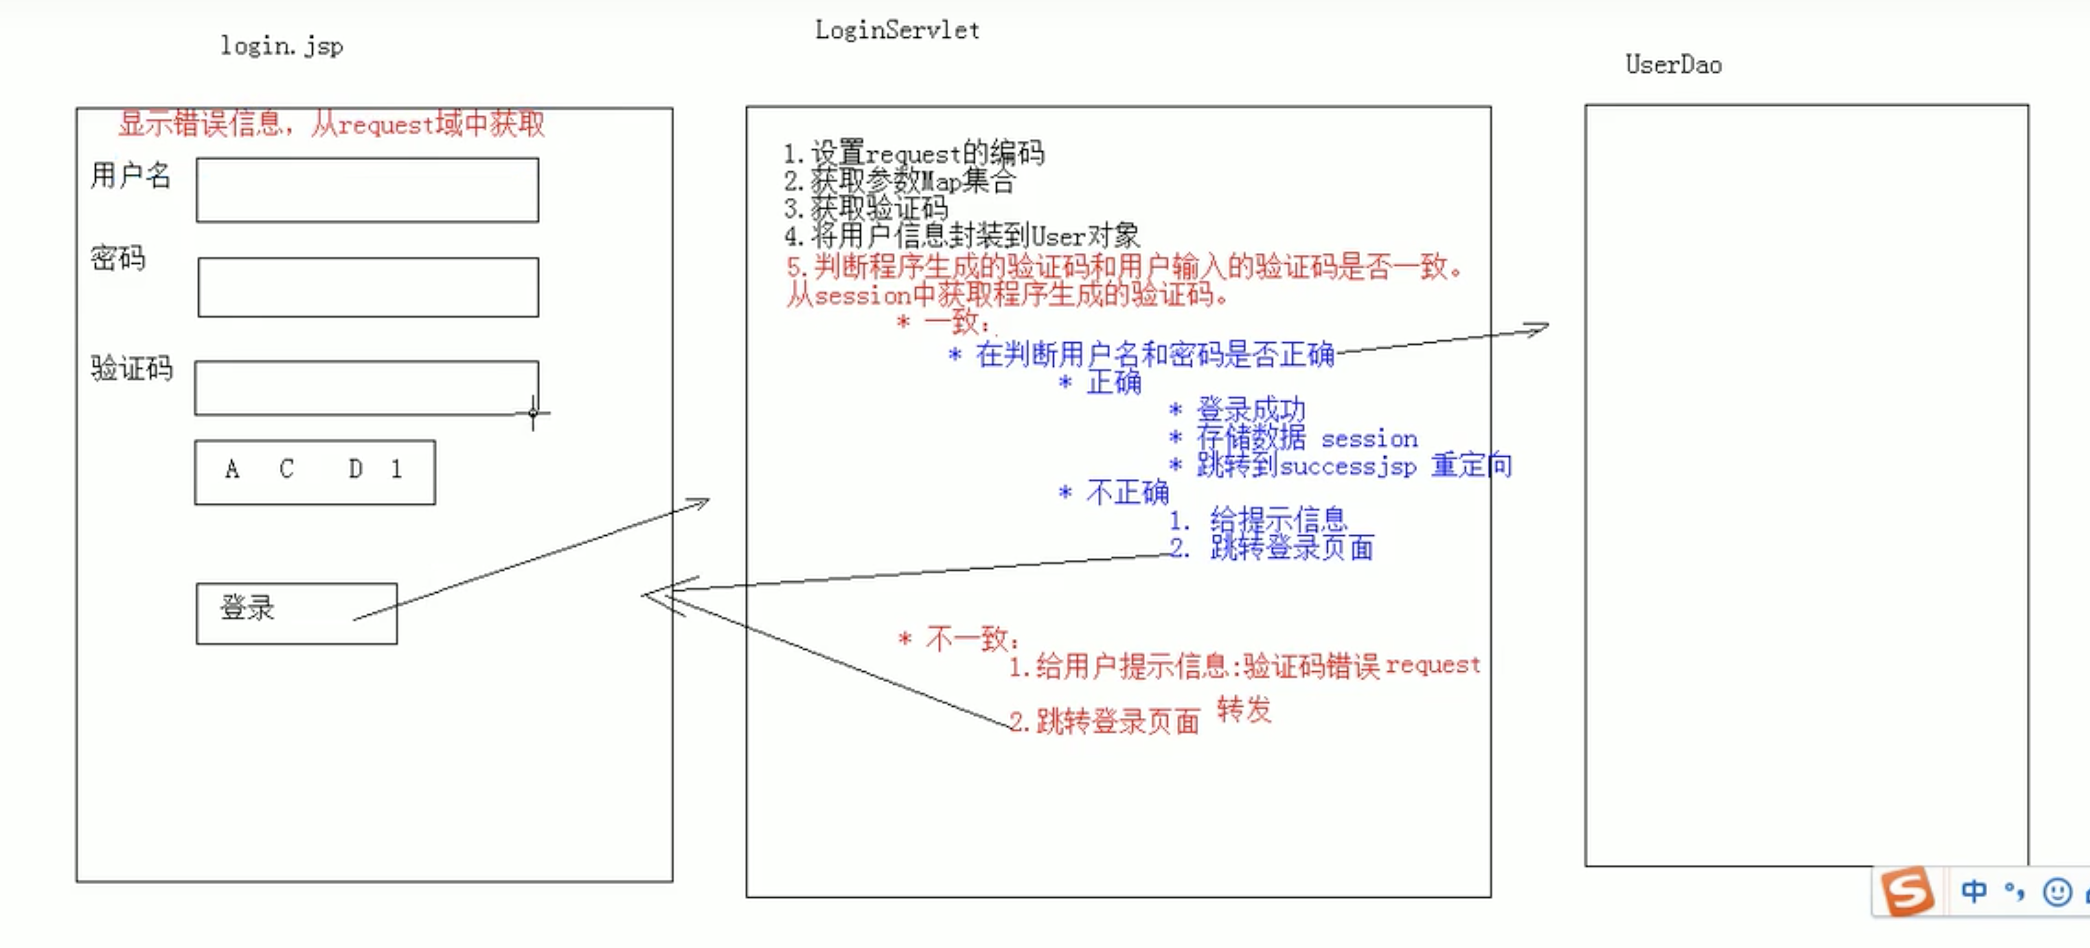 login.jsp
显示错误信息，从request域中获取
用户名
密码
验证码
A C D 1
登录
LoginServlet
1.设置request的编码
2.获取参数Map集合
3.获取验证码
4.将用户信息封装到User对象
5.判断程序生成的验证码和用户输入的验证码是否一致。
从session中获取程序生成的验证码。
* 一致：
* 在判断用户名和密码是否正确
* 正确
* 登录成功
* 存储数据 session
* 跳转到successjsp 重定向
* 不正确
1. 给提示信息
2. 跳转登录页面
* 不一致：
1.给用户提示信息:验证码错误 request
2.跳转登录页面 转发
UserDao
S 中 °，